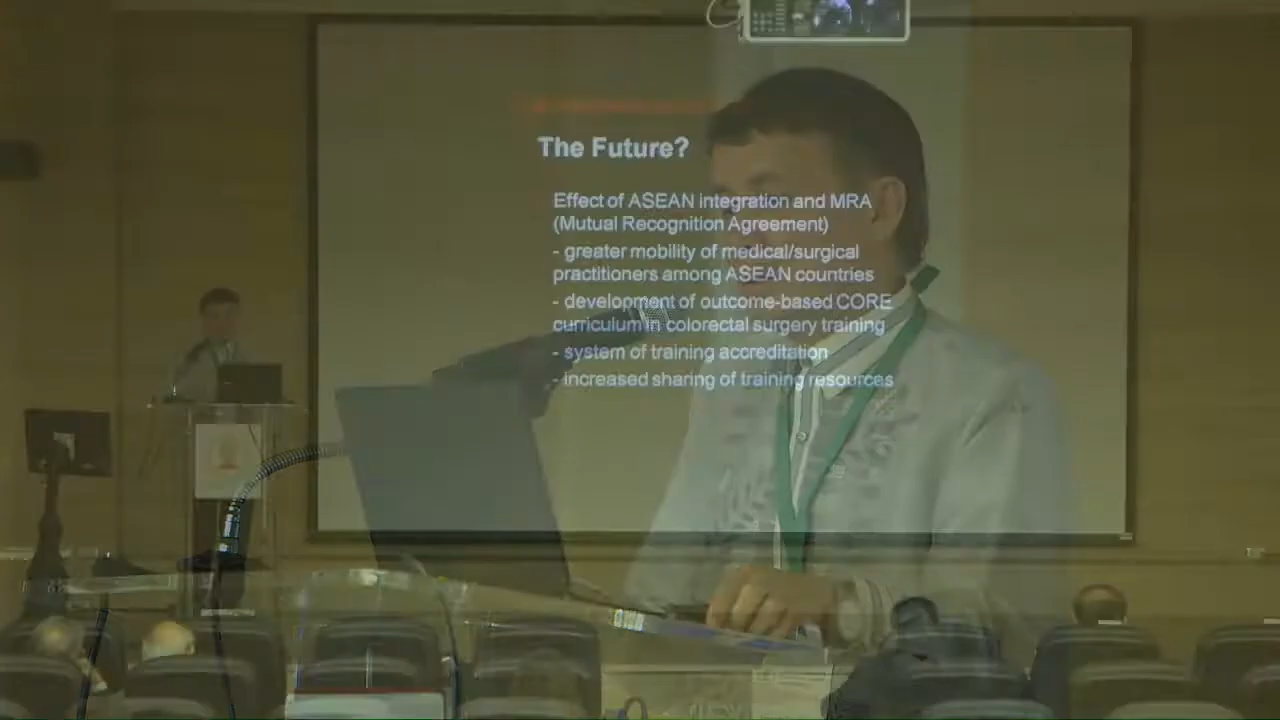 The Future?
Effect of ASEAN integration and MRA
(Mutual Recognition Agreement)
- greater mobility of medical/surgical
practitioners among ASEAN countries
- development of outcome-based CORE
curriculum in colorectal surgery training
- system of training accreditation
- increased sharing of training resources